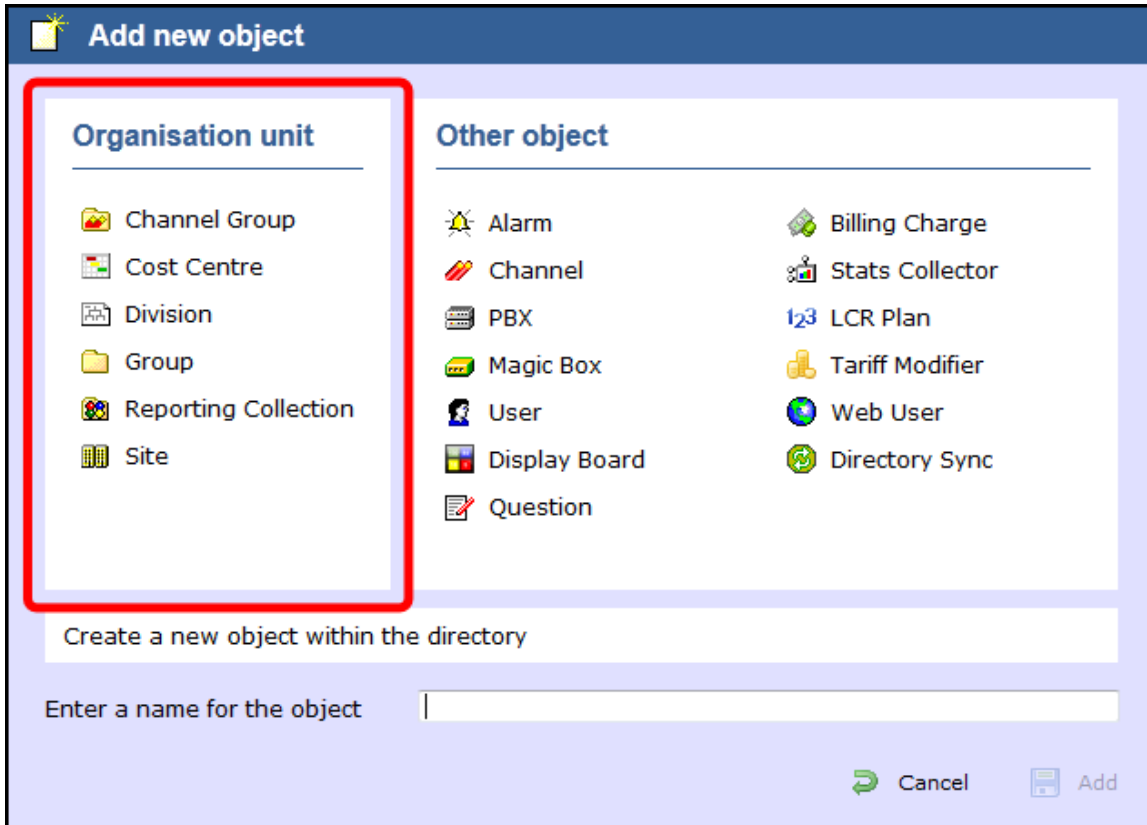 Add new object
Organisation unit
Channel Group
Cost Centre
Division
Group
Reporting Collection
Site
Other object
Alarm
Channel
PBX
Magic Box
User
Display Board
Question
Billing Charge
Stats Collector
123 LCR Plan
Tariff Modifier
Web User
Directory Sync
Create a new object within the directory
Enter a name for the object
Cancel
Add